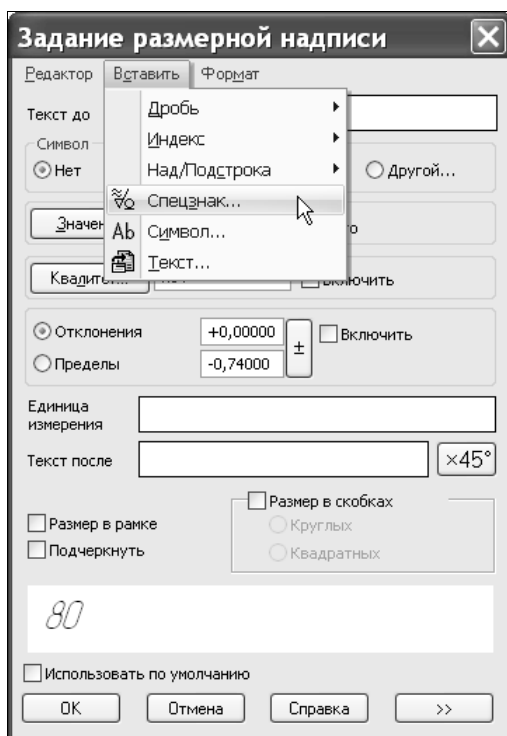 Задание размерной надписи
Редактор Вставить Формат
Текст до
Дробь
Индекс
Над/Подстрока
Спецзнак...
Ab Символ...
Текст...
Символ
Нет Другой...
±
Отклонения +0,00000 Включить
Пределы -0,74000
Единица
измерения
Текст после ×45°
Размер в скобках
Размер в рамке Круглых
Подчеркнуть Квадратных
80
Использовать по умолчанию
OK Отмена Справка >>